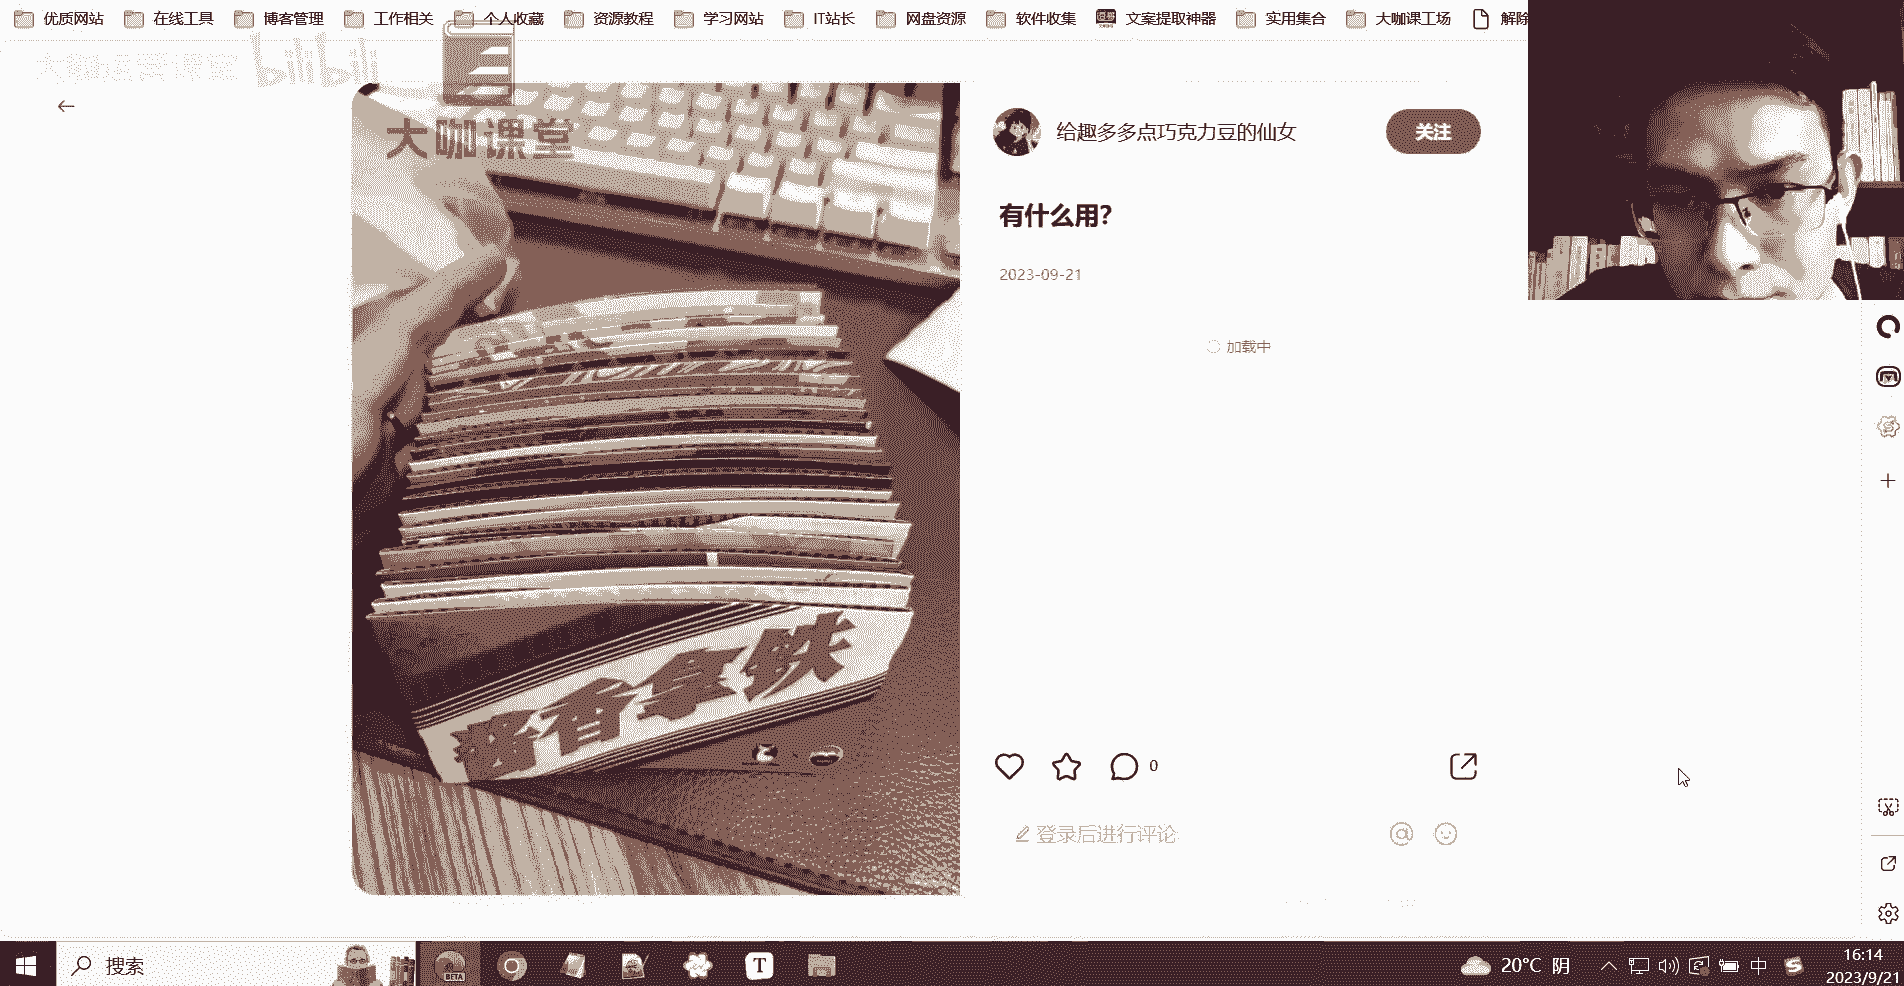 优质网站 在线工具 博客管理 工作相关 个人收藏 资源教程 学习网站 IT站长 网盘资源 软件收集 文案提取神器 实用集合 大咖课工场 解除
bilibili
大咖课堂
给趣多多点巧克力豆的仙女
关注
有什么用?
2023-09-21
加载中
0
登录后进行评论
搜索
BETA
T
20°C 阴
中
16:14
2023/9/21